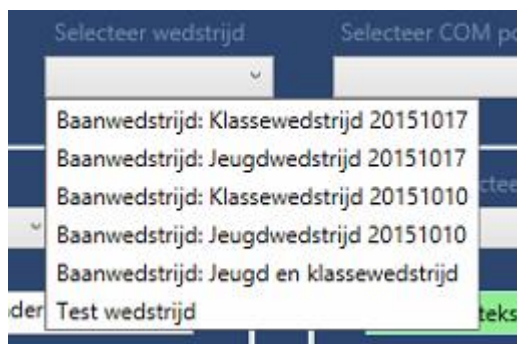 Selecteer wedstrijd
Selecteer COM
Baanwedstrijd: Klassewedstrijd 20151017
Baanwedstrijd: Jeugdwedstrijd 20151017
Baanwedstrijd: Klassewedstrijd 20151010
Baanwedstrijd: Jeugdwedstrijd 20151010
Baanwedstrijd: Jeugd en klassewedstrijd
Test wedstrijd